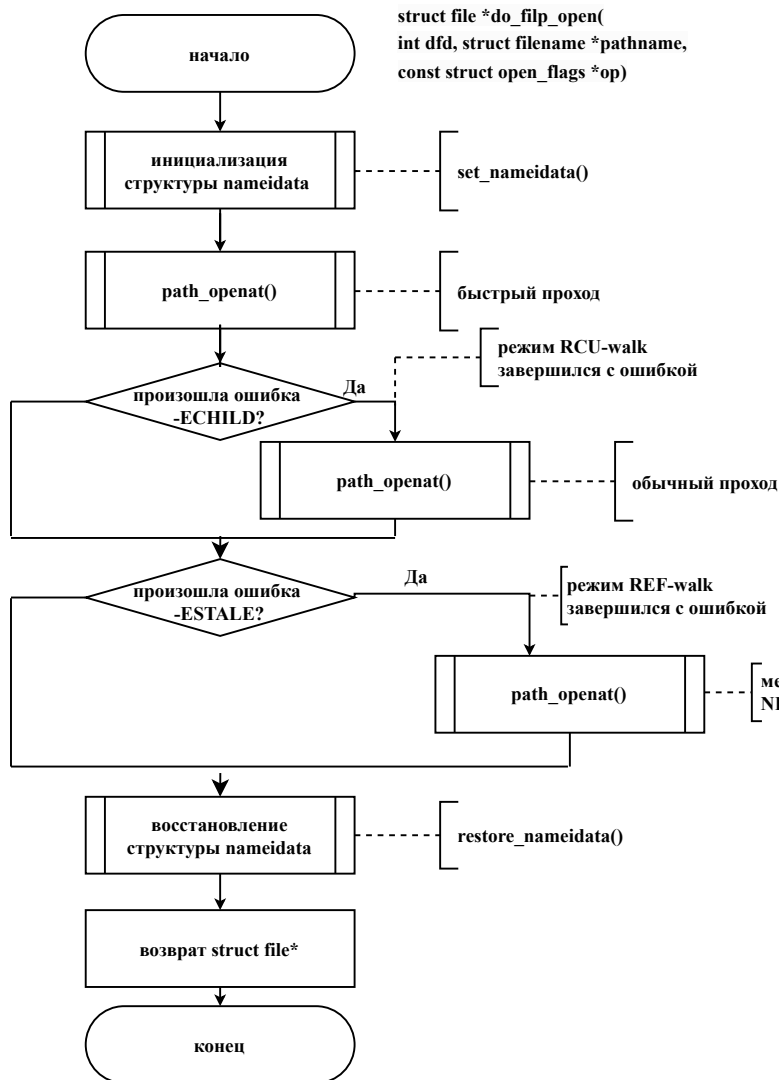 struct file *do_filp_open(
int dfd, struct filename *pathname,
const struct open_flags *op)
начало
инициализация
структуры nameidata
set_nameidata()
path_openat()
быстрый проход
режим RCU-walk
завершился с ошибкой
произошла ошибка
-ECHILD?
Да
path_openat()
обычный проход
произошла ошибка
-ESTALE?
Да
режим REF-walk
завершился с ошибкой
path_openat()
восстановление
структуры nameidata
restore_nameidata()
возврат struct file*
конец